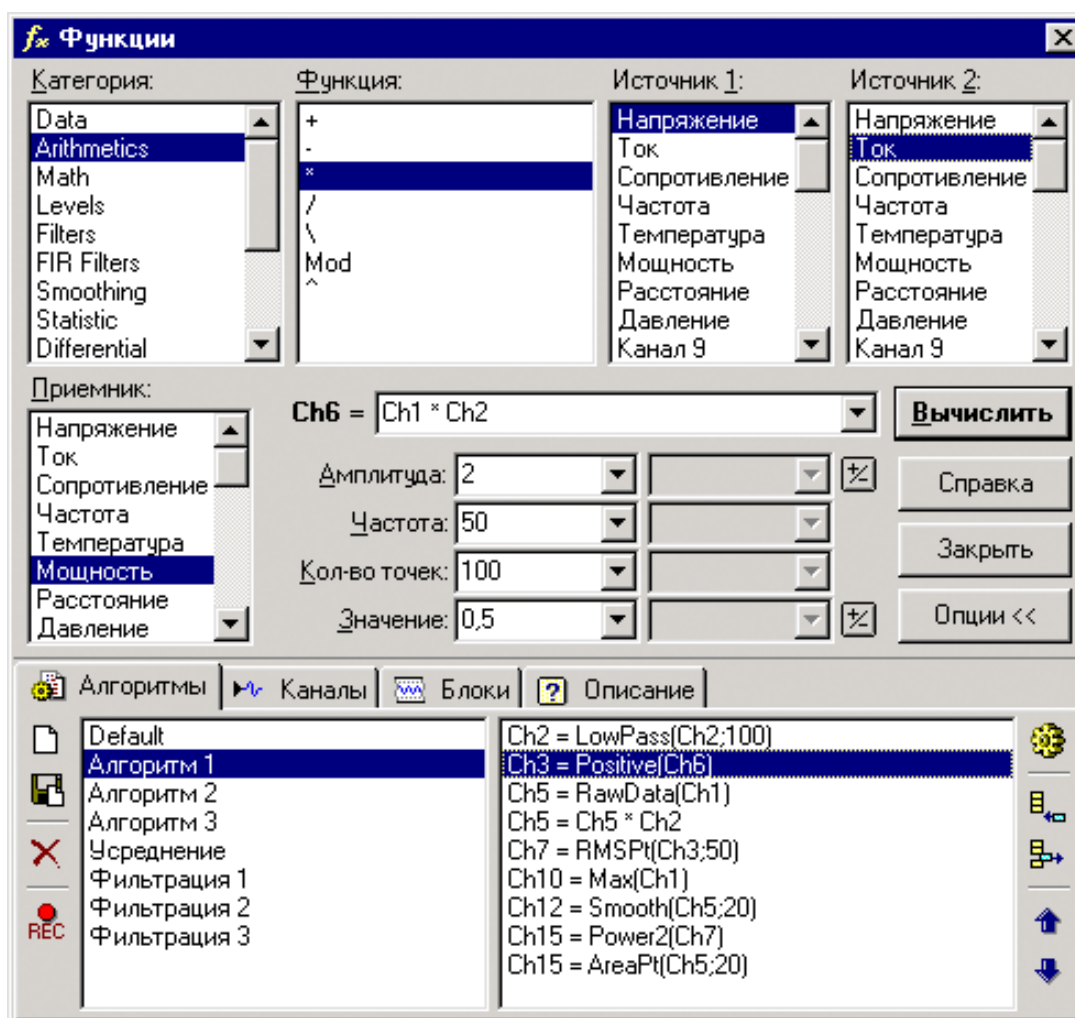 Функции
Категория:
Функция:
Источник 1:
Источник 2:
Data
Arithmetics
Math
Levels
Filters
FIR Filters
Smoothing
Statistic
Differential
+
-
*
/
\
Mod
^
Напряжение
Ток
Сопротивление
Частота
Температура
Мощность
Расстояние
Давление
Канал 9
Напряжение
Ток
Сопротивление
Частота
Температура
Мощность
Расстояние
Давление
Канал 9
Приемник:
Напряжение
Ток
Сопротивление
Частота
Температура
Мощность
Расстояние
Давление
Ch6 = Ch1 * Ch2
Вычислить
Амплитуда: 2
Справка
Частота: 50
Закрыть
Кол-во точек: 100
Значение: 0,5
Опции <<
Алгоритмы
Каналы
Блоки
Описание
Default
Алгоритм 1
Алгоритм 2
Алгоритм 3
Усреднение
Фильтрация 1
Фильтрация 2
Фильтрация 3
REC
Ch2 = LowPass(Ch2;100)
Ch3 = Positive(Ch6)
Ch5 = RawData(Ch1)
Ch5 = Ch5 * Ch2
Ch7 = RMSPt(Ch3;50)
Ch10 = Max(Ch1)
Ch12 = Smooth(Ch5;20)
Ch15 = Power2(Ch7)
Ch15 = AreaPt(Ch5;20)